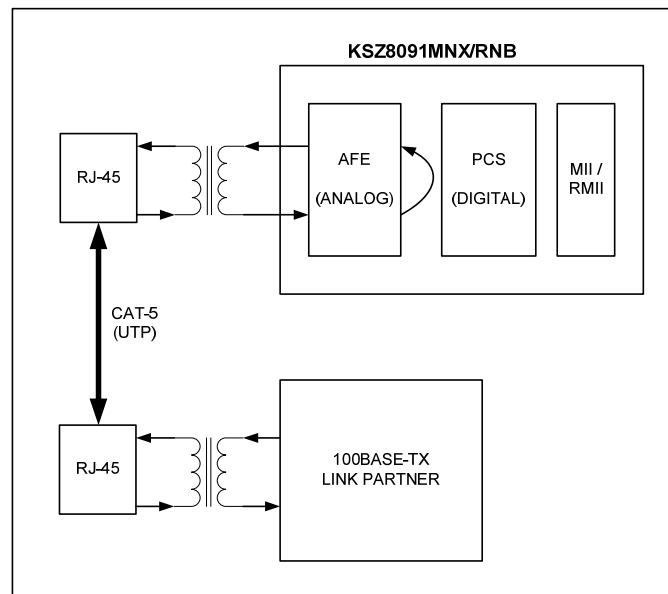 KSZ8091MNX/RNB
RJ-45
AFE
(ANALOG)
PCS
(DIGITAL)
MII /
RMII
CAT-5
(UTP)
RJ-45
100BASE-TX
LINK PARTNER